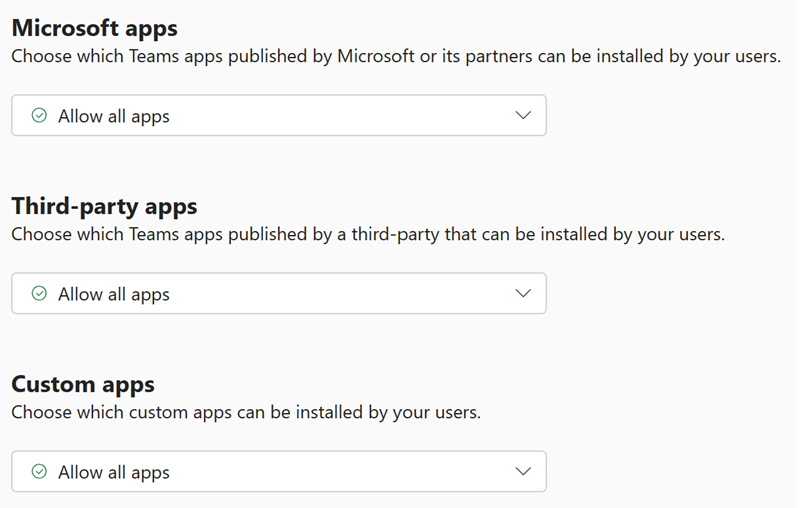 Microsoft apps
Choose which Teams apps published by Microsoft or its partners can be installed by your users.
Allow all apps
Third-party apps
Choose which Teams apps published by a third-party that can be installed by your users.
Allow all apps
Custom apps
Choose which custom apps can be installed by your users.
Allow all apps